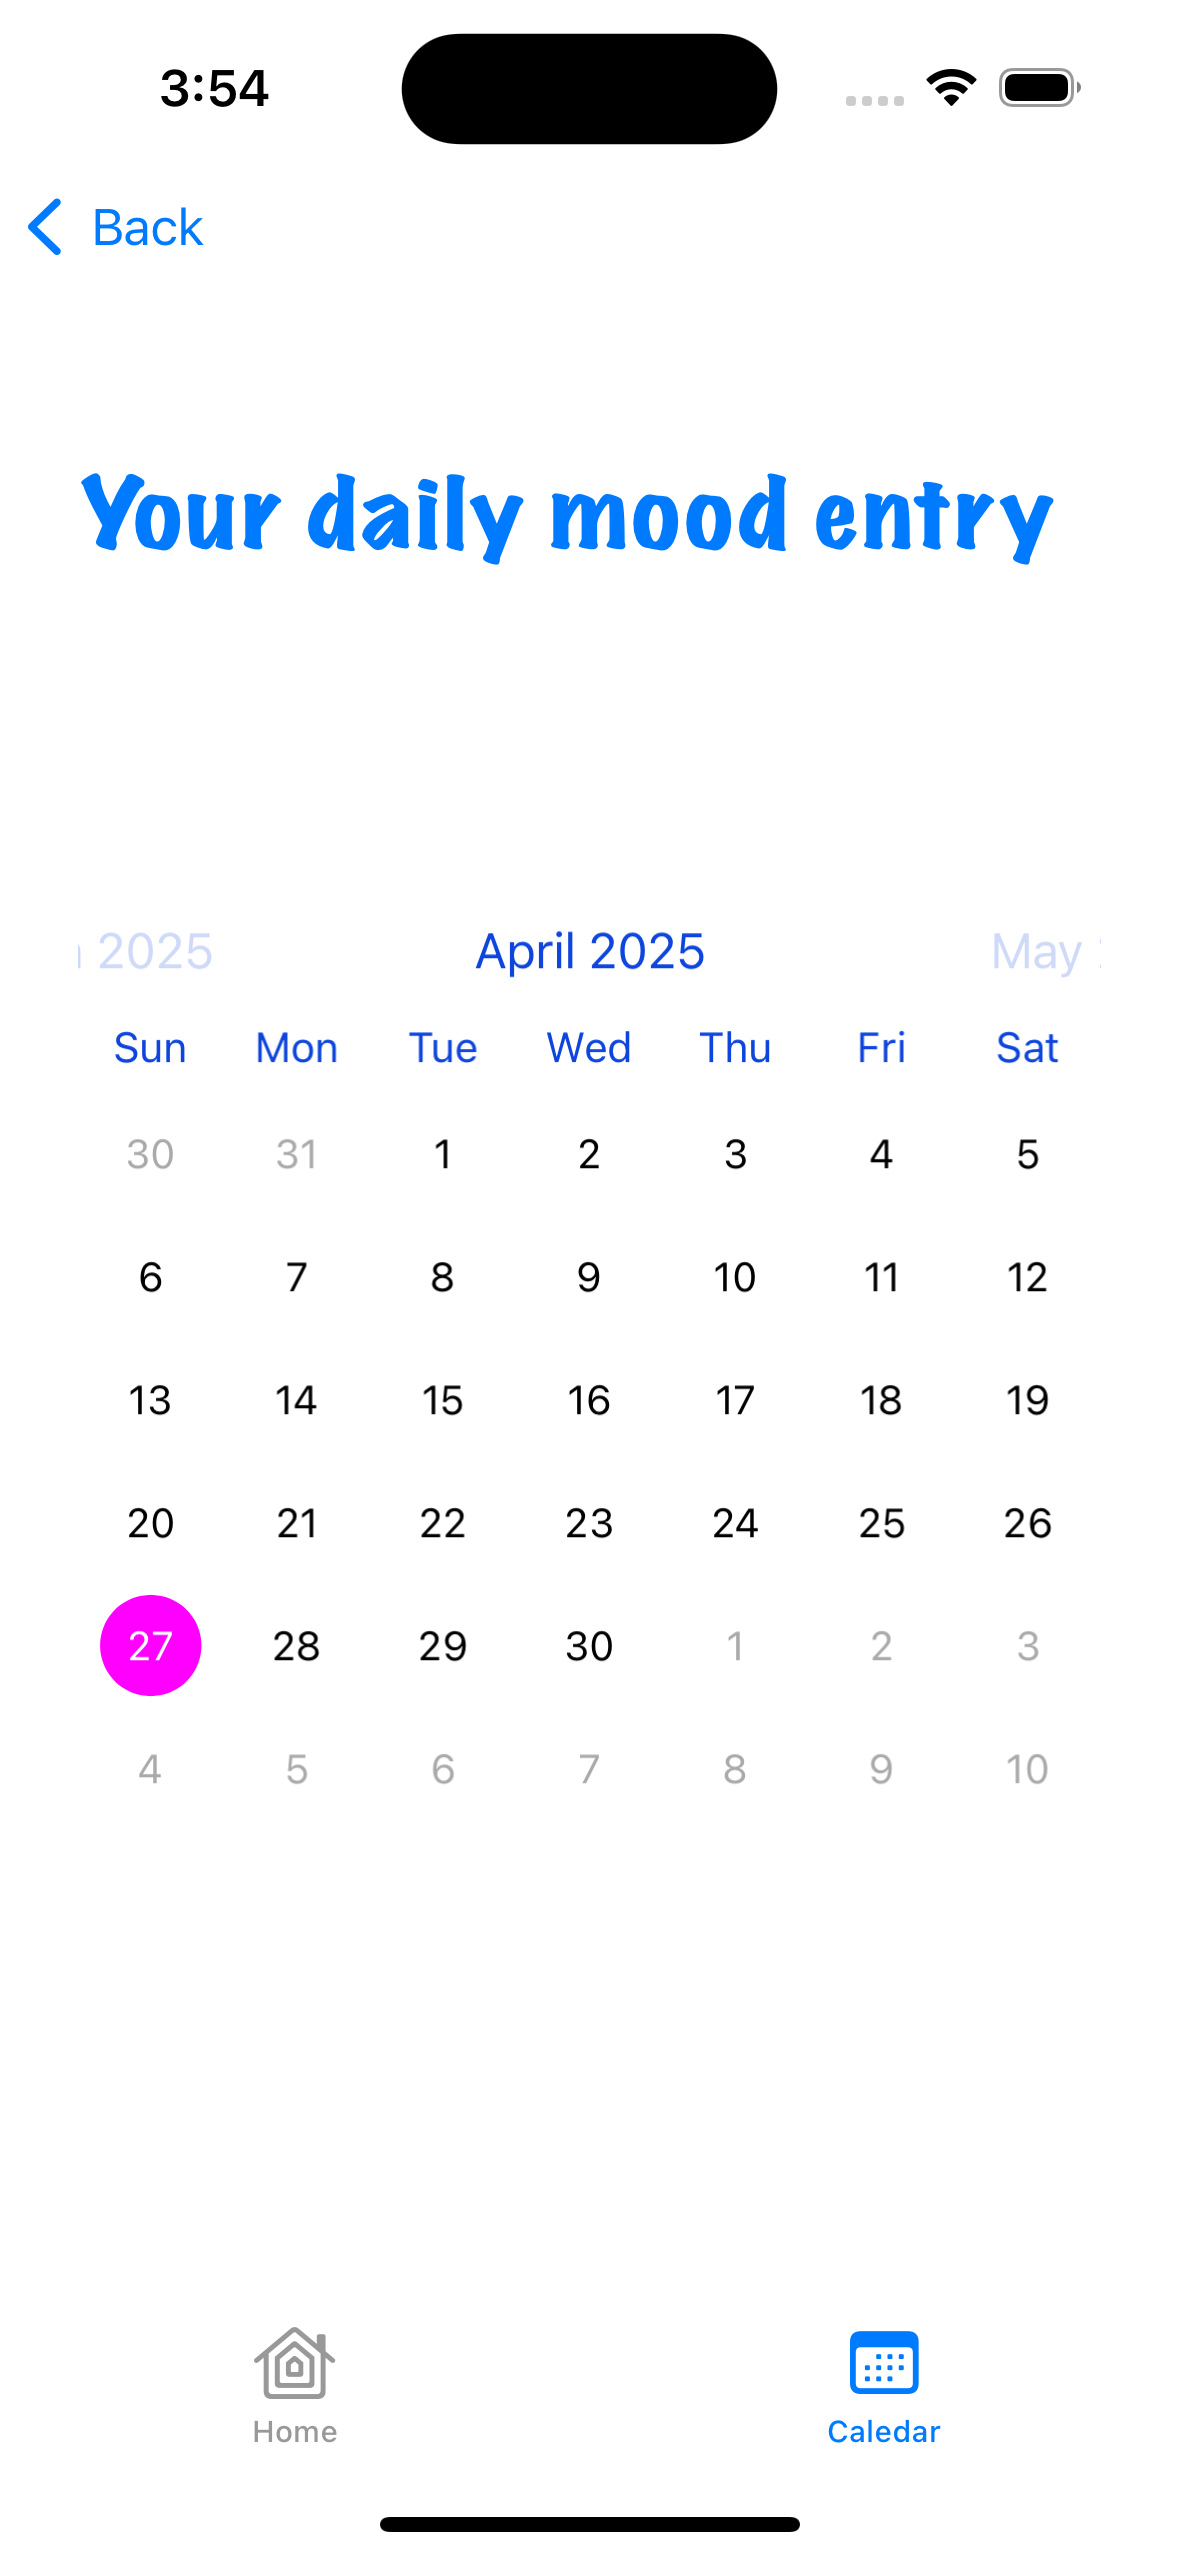 3:54
Back
Your daily mood entry
2025 April 2025 May
Sun Mon Tue Wed Thu Fri Sat
30 31 1 2 3 4 5
6 7 8 9 10 11 12
13 14 15 16 17 18 19
20 21 22 23 24 25 26
27 28 29 30 1 2 3
4 5 6 7 8 9 10
Home Caledar